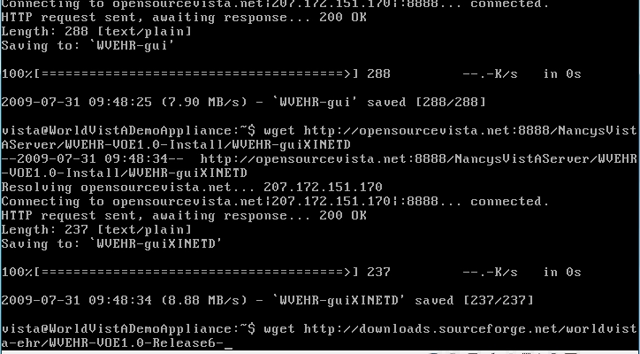 Connecting to opensourcevista.net|207.172.151.170|:8888... connected.
HTTP request sent, awaiting response... 200 OK
Length: 288 [text/plain]
Saving to: `WVEHR-gui'
100%[======================================>] 288 --.-K/s in 0s
2009-07-31 09:48:25 (7.90 MB/s) - `WVEHR-gui' saved [288/288]
vista@WorldVistADemoAppliance:~$ wget http://opensourcevista.net:8888/NancysVist
AServer/WVEHR-VOE1.0-Install/WVEHR-guiXINETD
--2009-07-31 09:48:34-- http://opensourcevista.net:8888/NancysVistAServer/WVEHR
-VOE1.0-Install/WVEHR-guiXINETD
Resolving opensourcevista.net... 207.172.151.170
Connecting to opensourcevista.net|207.172.151.170|:8888... connected.
HTTP request sent, awaiting response... 200 OK
Length: 237 [text/plain]
Saving to: `WVEHR-guiXINETD'
100%[======================================>] 237 --.-K/s in 0s
2009-07-31 09:48:34 (8.88 MB/s) - `WVEHR-guiXINETD' saved [237/237]
vista@WorldVistADemoAppliance:~$ wget http://downloads.sourceforge.net/worldvist
a-ehr/WVEHR-VOE1.0-Release6-_